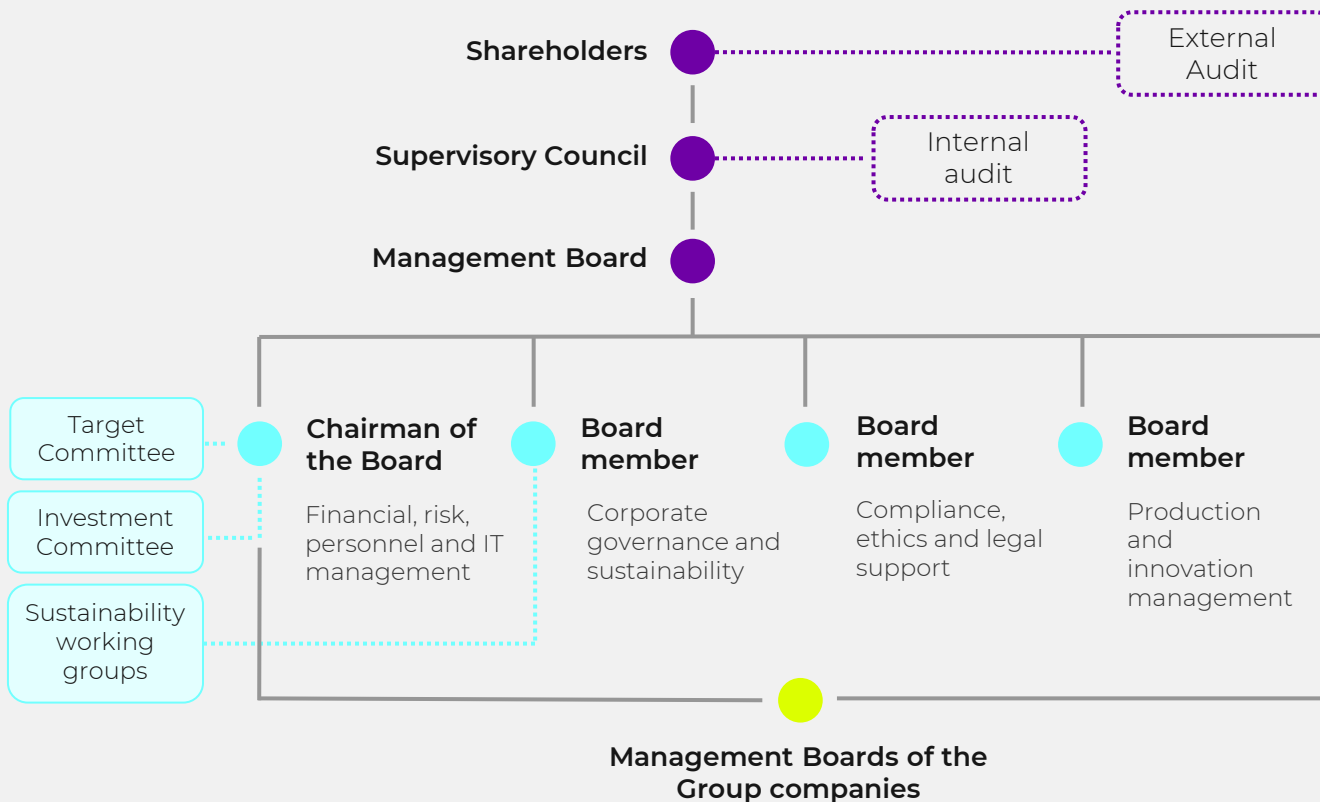 Shareholders
External
Audit
Supervisory Council
Internal
audit
Management Board
Target
Committee
Investment
Committee
Sustainability
working
groups
Chairman of
the Board
Financial, risk,
personnel and IT
management
Board
member
Corporate
governance and
sustainability
Board
member
Compliance,
ethics and legal
support
Board
member
Production
and
innovation
management
Management Boards of the
Group companies